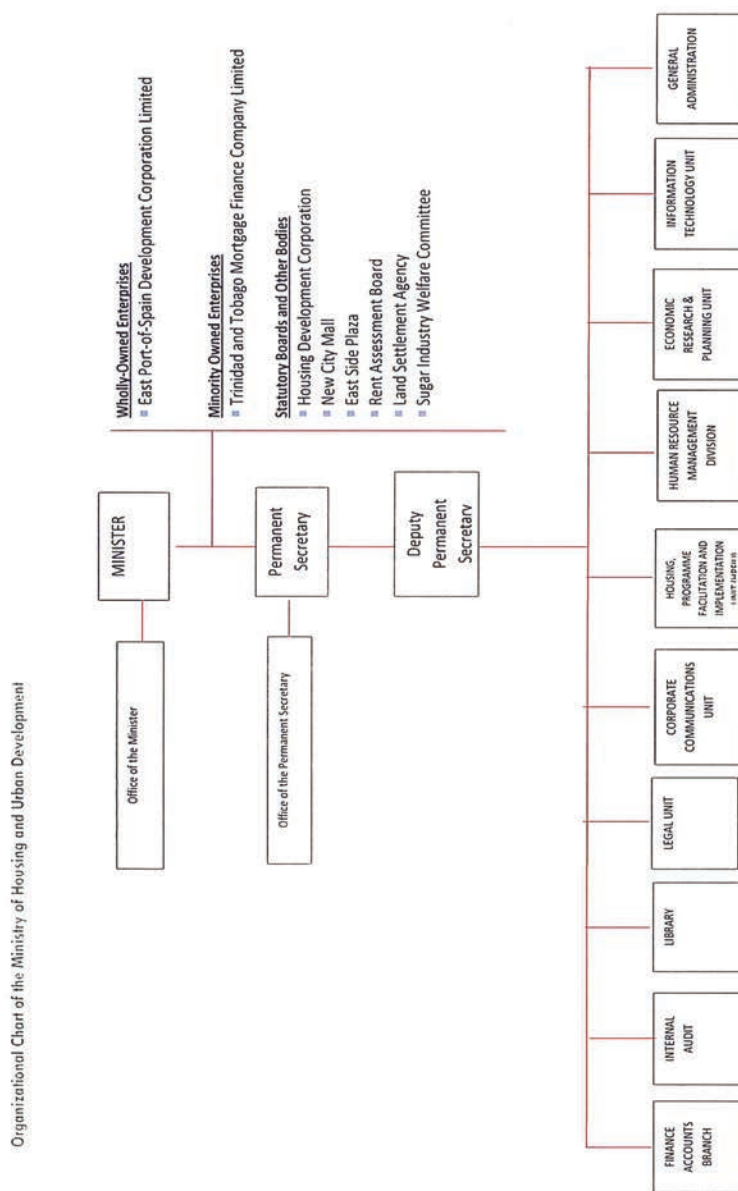 Organizational Chart of the Ministry of Housing and Urban Development
MINISTER
Office of the Minister
Wholly-Owned Enterprises
East Port-of-Spain Development Corporation Limited
Minority Owned Enterprises
Trinidad and Tobago Mortgage Finance Company Limited
Statutory Boards and Other Bodies
Housing Development Corporation
New City Mall
East Side Plaza
Rent Assessment Board
Land Settlement Agency
Sugar Industry Welfare Committee
Permanent
Secretary
Office of the Permanent Secretary
Deputy
Permanent
Secretary
FINANCE
ACCOUNTS
BRANCH
INTERNAL
AUDIT
LIBRARY
LEGAL UNIT
CORPORATE
COMMUNICATIONS
UNIT
HOUSING,
PROGRAMME
FACILITATION AND
IMPLEMENTATION
HUMAN RESOURCE
MANAGEMENT
DIVISION
ECONOMIC
RESEARCH &
PLANNING UNIT
INFORMATION
TECHNOLOGY UNIT
GENERAL
ADMINISTRATION